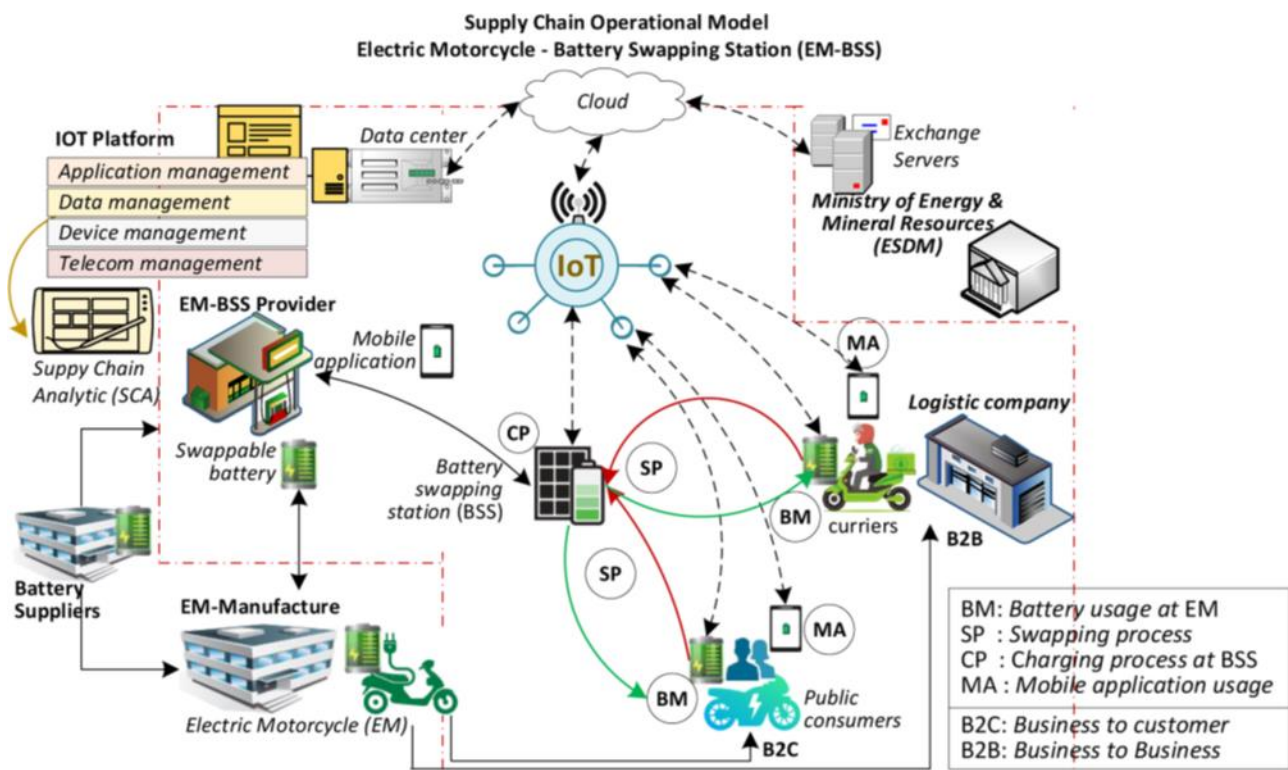 Supply Chain Operational Model
Electric Motorcycle - Battery Swapping Station (EM-BSS)
Cloud
IOT Platform
Data center
Application management
Data management
Device management
Telecom management
Exchange
Servers
Ministry of Energy &
Mineral Resources
(ESDM)
IoT
EM-BSS Provider
Mobile
application
Suppy Chain
Analytic (SCA)
MA
Logistic company
Swappable
battery
CP
Battery
swapping
station (BSS)
SP
BM
curriers
B2B
Battery
Suppliers
SP
EM-Manufacture
MA
BM
Public
consumers
Electric Motorcycle (EM)
B2C
BM: Battery usage at EM
SP : Swapping process
CP : Charging process at BSS
MA : Mobile application usage
B2C: Business to customer
B2B: Business to Business